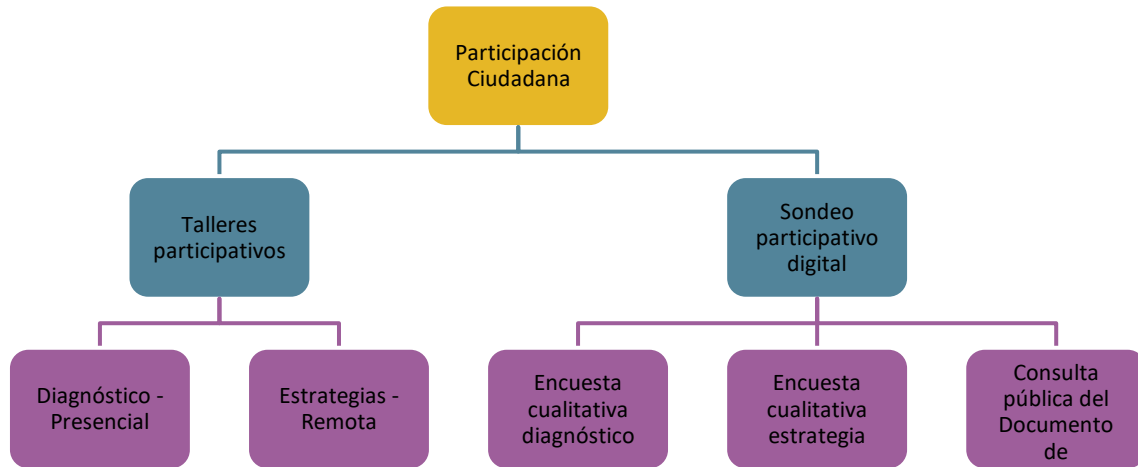 Participación
Ciudadana
Talleres
participativos
Sondeo
participativo
digital
Diagnóstico -
Presencial
Estrategias -
Remota
Encuesta
cualitativa
diagnóstico
Encuesta
cualitativa
estrategia
Consulta
pública del
Documento
de